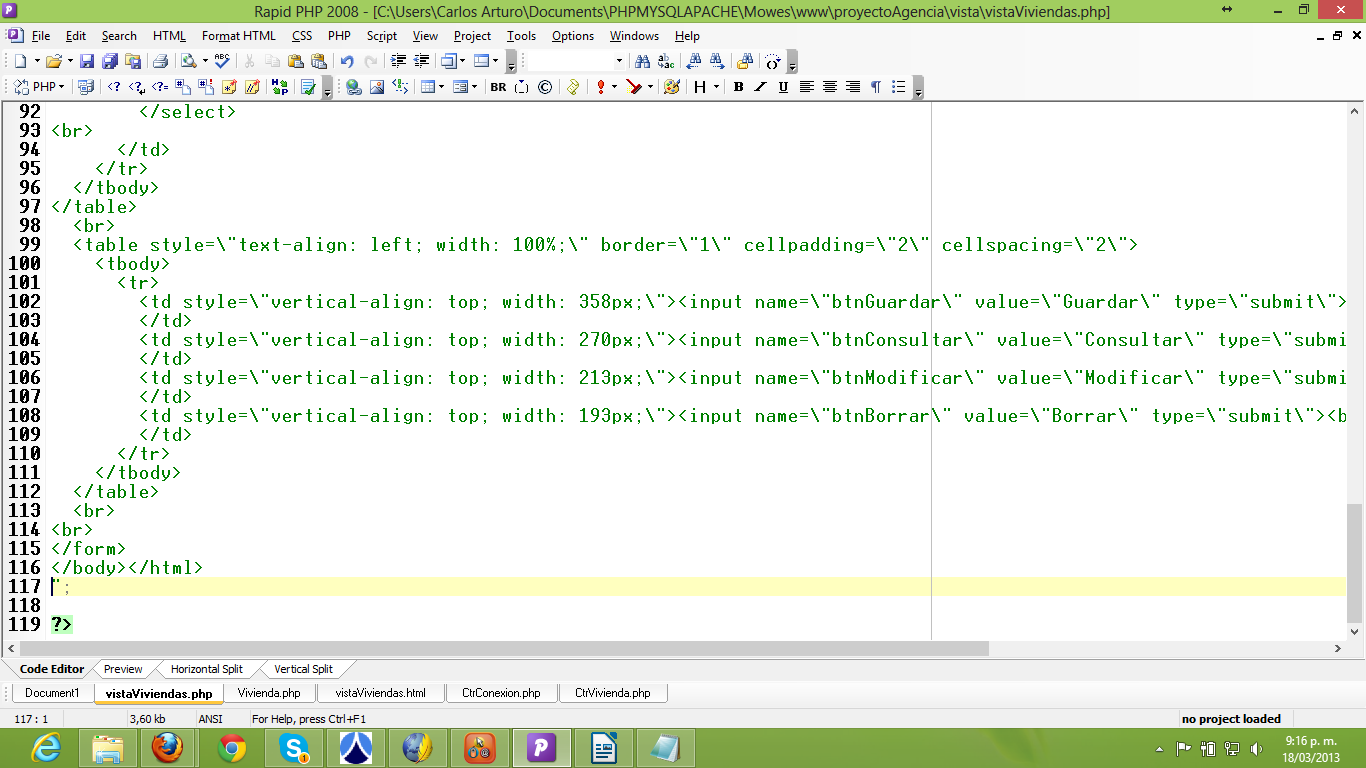 Rapid PHP 2008 - [C:\Users\Carlos Arturo\Documents\PHPMYSQLAPACHE\Mowes\www\proyectoAgencia\vista\vistaViviendas.php]
File Edit Search HTML Format HTML CSS PHP Script View Project Tools Options Windows Help
ABC
PHP BR H B I U ¶
92 </select>
93 <br>
94 </td>
95 </tr>
96 </tbody>
97 </table>
98 <br>
99 <table style=\"text-align: left; width: 100%;\" border=\"1\" cellpadding=\"2\" cellspacing=\"2\">
100 <tbody>
101 <tr>
102 <td style=\"vertical-align: top; width: 358px;\"><input name=\"btnGuardar\" value=\"Guardar\" type=\"submit\">
103 </td>
104 <td style=\"vertical-align: top; width: 270px;\"><input name=\"btnConsultar\" value=\"Consultar\" type=\"submi
105 </td>
106 <td style=\"vertical-align: top; width: 213px;\"><input name=\"btnModificar\" value=\"Modificar\" type=\"submi
107 </td>
108 <td style=\"vertical-align: top; width: 193px;\"><input name=\"btnBorrar\" value=\"Borrar\" type=\"submit\"><b
109 </td>
110 </tr>
111 </tbody>
112 </table>
113 <br>
114 <br>
115 </form>
116 </body></html>
117 ";
118
119 ?>
Code Editor Preview Horizontal Split Vertical Split
Document1 vistaViviendas.php Vivienda.php vistaViviendas.html CtrConexion.php CtrVivienda.php
117 : 1 3,60 kb ANSI For Help, press Ctrl+F1 no project loaded
9:16 p. m.
18/03/2013